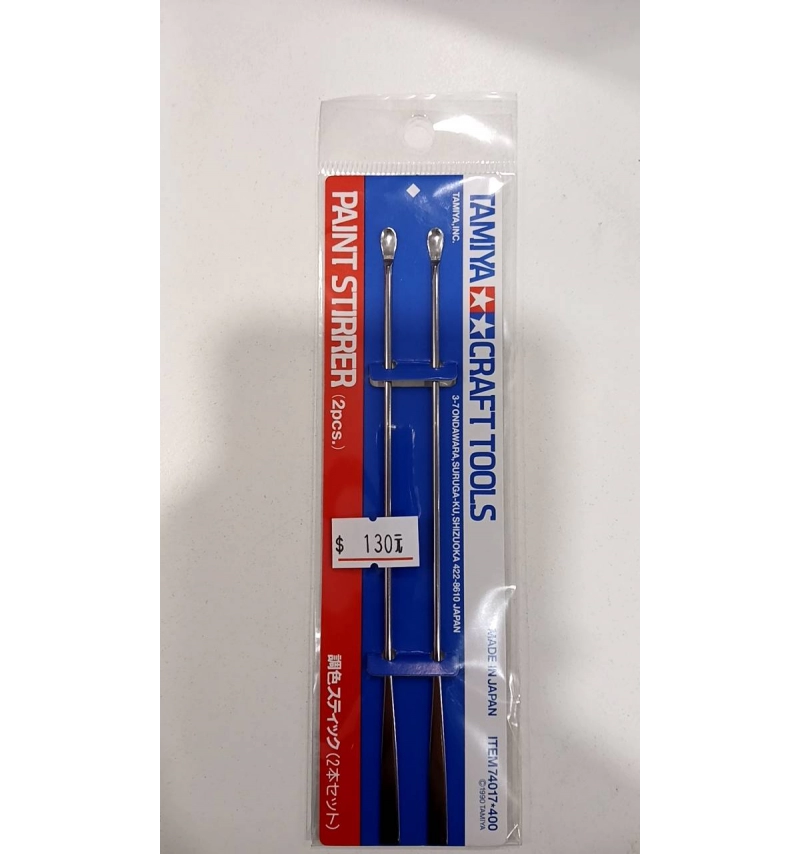 TAMIYA CRAFT TOOLS
TAMIYA,INC.
3-7 ONDAWARA,SURUGA-KU,SHIZUOKA 422-8610 JAPAN
MADE IN JAPAN
ITEM 74017*400
©1990 TAMIYA
PAINT STIRRER (2pcs.)
調色スティック(2本セット)
$ 130元